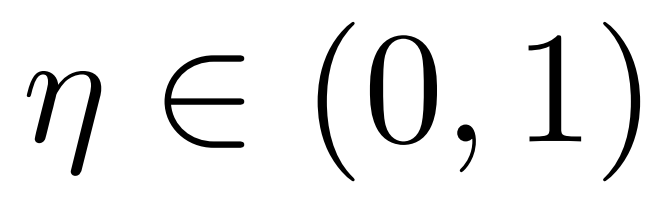 η ∈ (0, 1)